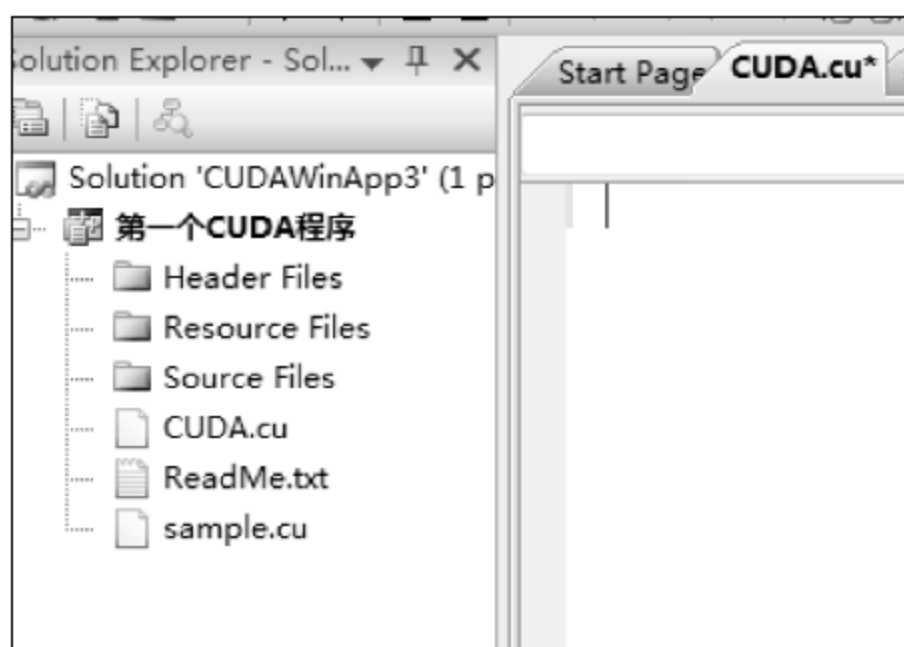 Solution Explorer - Sol...
Start Page
CUDA.cu*
Solution 'CUDAWinApp3' (1 p
第一个CUDA程序
Header Files
Resource Files
Source Files
CUDA.cu
ReadMe.txt
sample.cu